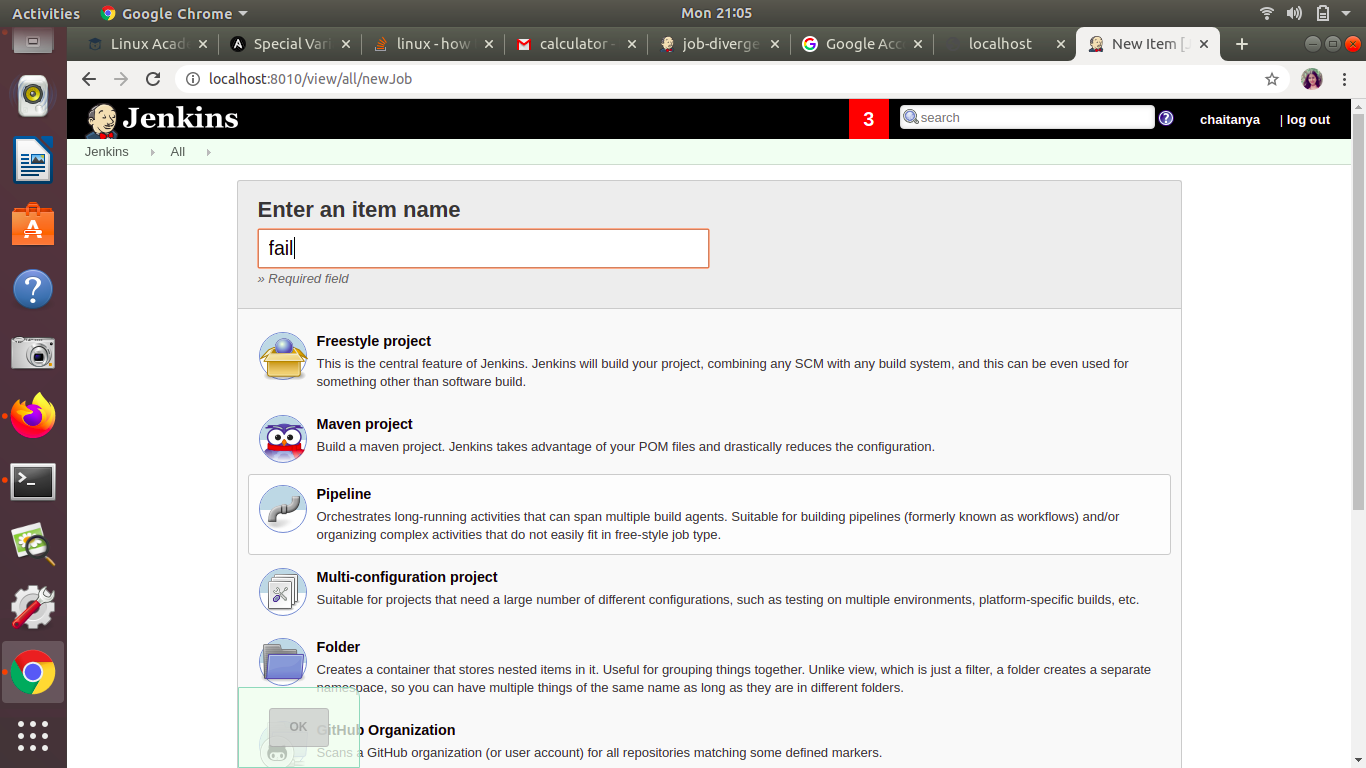 Activities Google Chrome Mon 21:05
Linux Acade Special Vari linux - how calculator - job-diverge Google Acco localhost New Item [J
localhost:8010/view/all/newJob
Jenkins 3 search ? chaitanya | log out
Jenkins All
Enter an item name
fail
» Required field
Freestyle project
This is the central feature of Jenkins. Jenkins will build your project, combining any SCM with any build system, and this can be even used for
something other than software build.
Maven project
Build a maven project. Jenkins takes advantage of your POM files and drastically reduces the configuration.
Pipeline
Orchestrates long-running activities that can span multiple build agents. Suitable for building pipelines (formerly known as workflows) and/or
organizing complex activities that do not easily fit in free-style job type.
Multi-configuration project
Suitable for projects that need a large number of different configurations, such as testing on multiple environments, platform-specific builds, etc.
Folder
Creates a container that stores nested items in it. Useful for grouping things together. Unlike view, which is just a filter, a folder creates a separate
namespace, so you can have multiple things of the same name as long as they are in different folders.
OK
GitHub Organization
Scans a GitHub organization (or user account) for all repositories matching some defined markers.